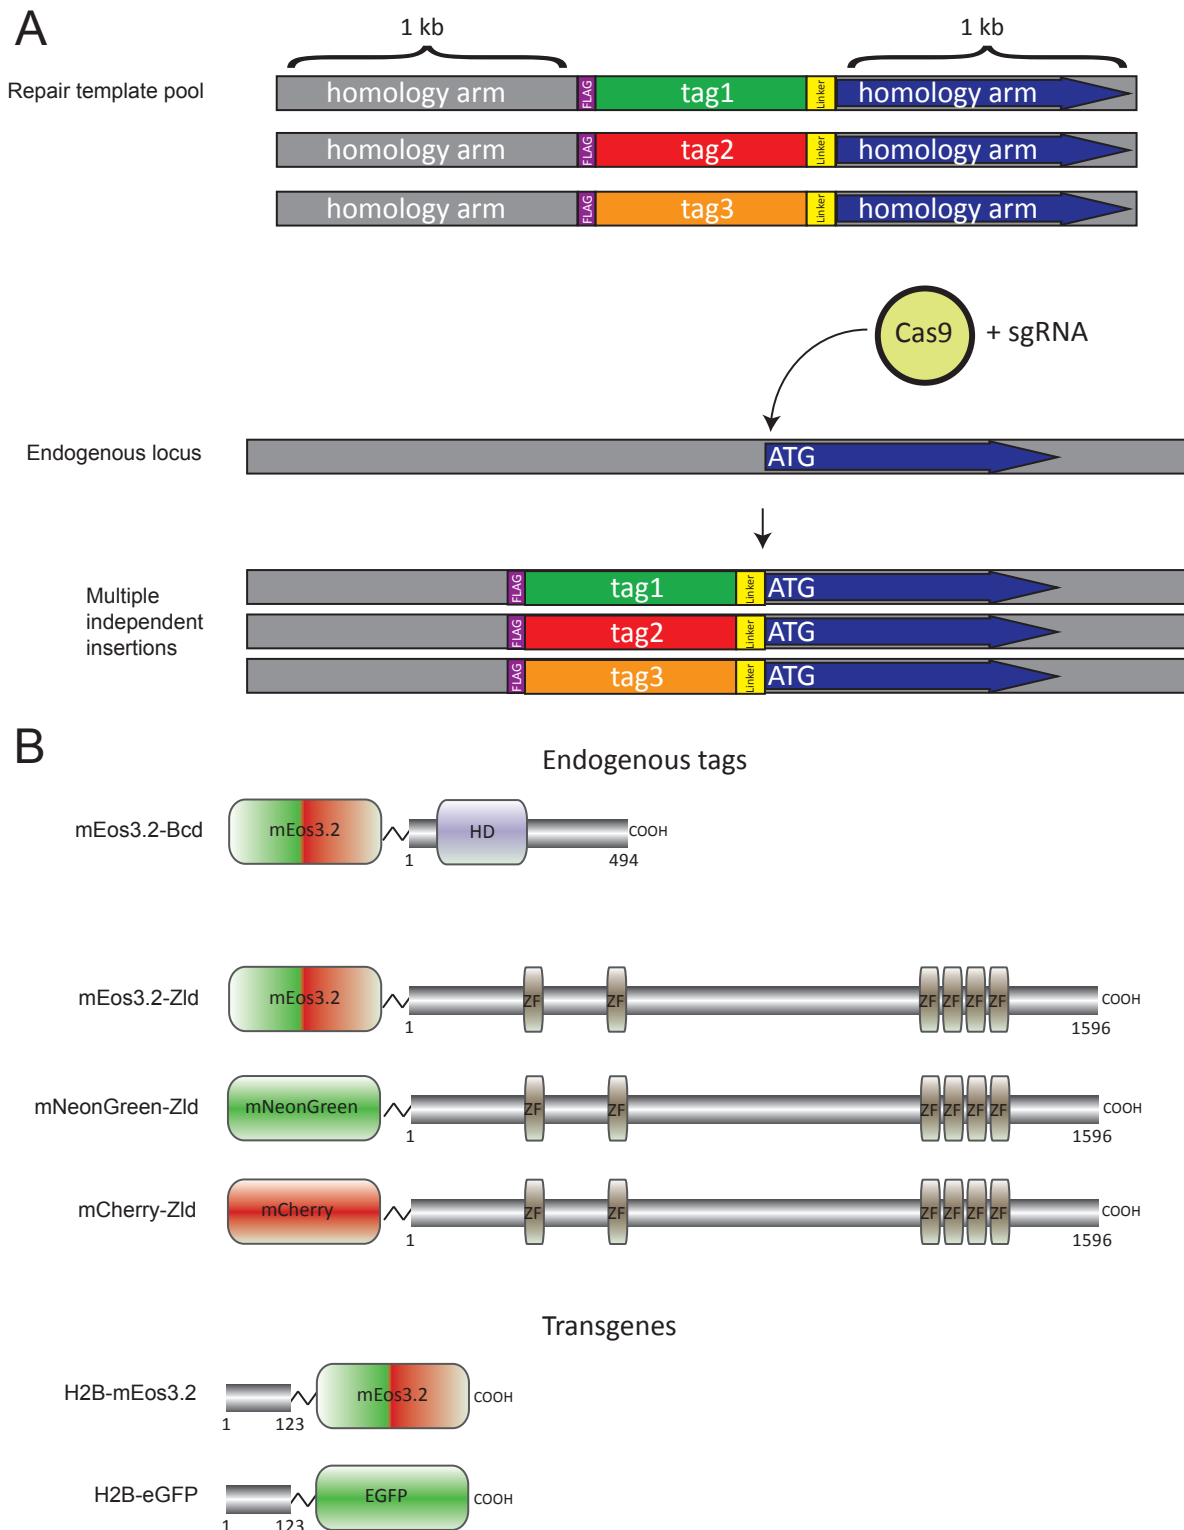 A
1 kb
1 kb
Repair template pool
homology arm FLAG tag1 Linker homology arm
homology arm FLAG tag2 Linker homology arm
homology arm FLAG tag3 Linker homology arm
Cas9 + sgRNA
Endogenous locus
ATG
Multiple
independent
insertions
FLAG tag1 Linker ATG
FLAG tag2 Linker ATG
FLAG tag3 Linker ATG
B
Endogenous tags
mEos3.2-Bcd
mEos3.2 HD COOH
1 494
mEos3.2-Zld
mEos3.2 ZF ZF ZF ZF ZF ZF COOH
1 1596
mNeonGreen-Zld
mNeonGreen ZF ZF ZF ZF ZF ZF COOH
1 1596
mCherry-Zld
mCherry ZF ZF ZF ZF ZF ZF COOH
1 1596
Transgenes
H2B-mEos3.2
mEos3.2 COOH
1 123
H2B-eGFP
EGFP COOH
1 123